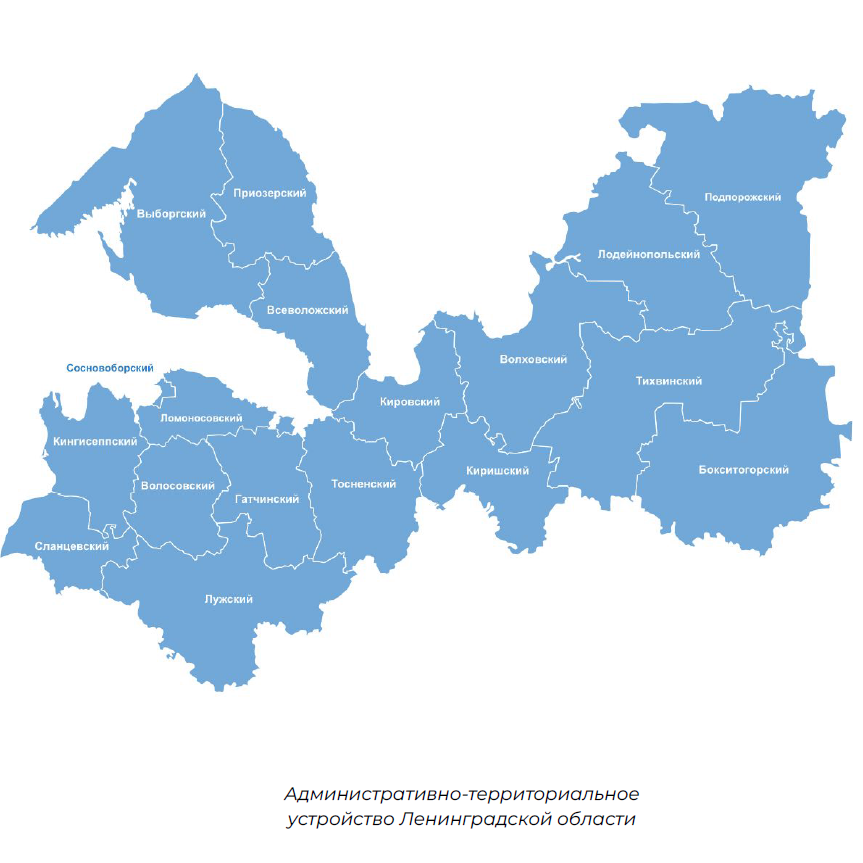 Подпорожский
Приозерский
Выборгский
Лодейнопольский
Всеволожский
Волховский
Сосновоборский
Тихвинский
Кировский
Ломоносовский
Кингисеппский
Бокситогорский
Киришский
Тосненский
Волосовский
Гатчинский
Сланцевский
Лужский
Административно-территориальное
устройство Ленинградской области